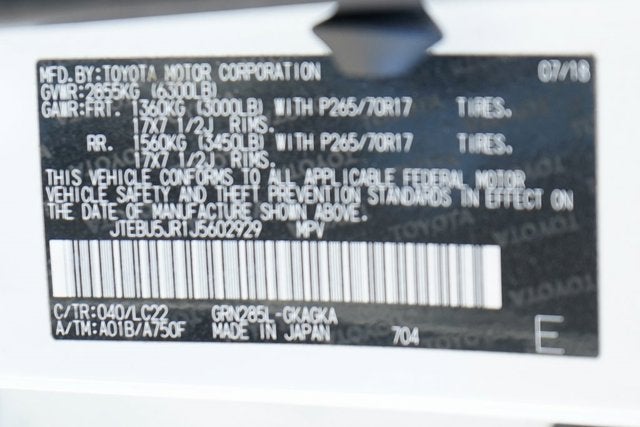 MFD. BY: TOYOTA MOTOR CORPORATION 07/18
GVWR: 2855KG (6300LB)
GAWR: FRT. 1360KG (3000LB) WITH P265/70R17 TIRES.
17X7 1/2J RIMS.
RR. 1560KG (3450LB) WITH P265/70R17 TIRES.
17X7 1/2J RIMS.
THIS VEHICLE CONFORMS TO ALL APPLICABLE FEDERAL MOTOR
VEHICLE SAFETY AND THEFT PREVENTION STANDARDS IN EFFECT ON
THE DATE OF MANUFACTURE SHOWN ABOVE.
JTEBU5JR1J5602929 MPV
C/TR: 040/LC22 GRN285L-GKAGKA
A/TM: A01B/A750F MADE IN JAPAN 704 E